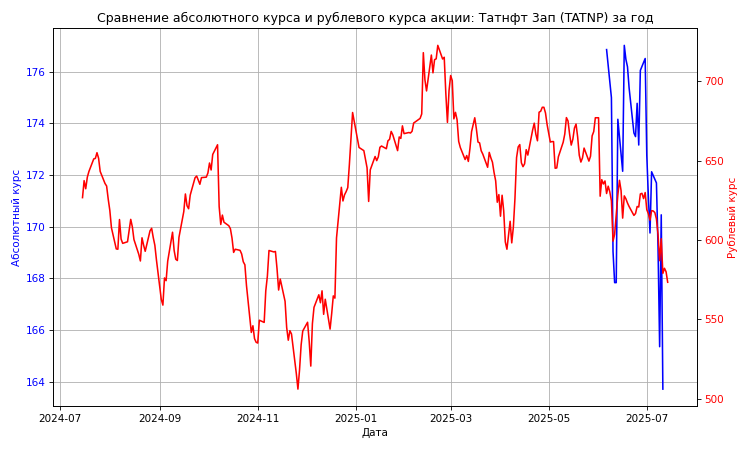 Сравнение абсолютного курса и рублевого курса акции: Татнфт 3ап (TATNP) за год
176
174
172
170
168
166
164
Абсолютный курс
700
650
600
550
500
Рублевый курс
2024-07 2024-09 2024-11 2025-01 2025-03 2025-05 2025-07
Дата